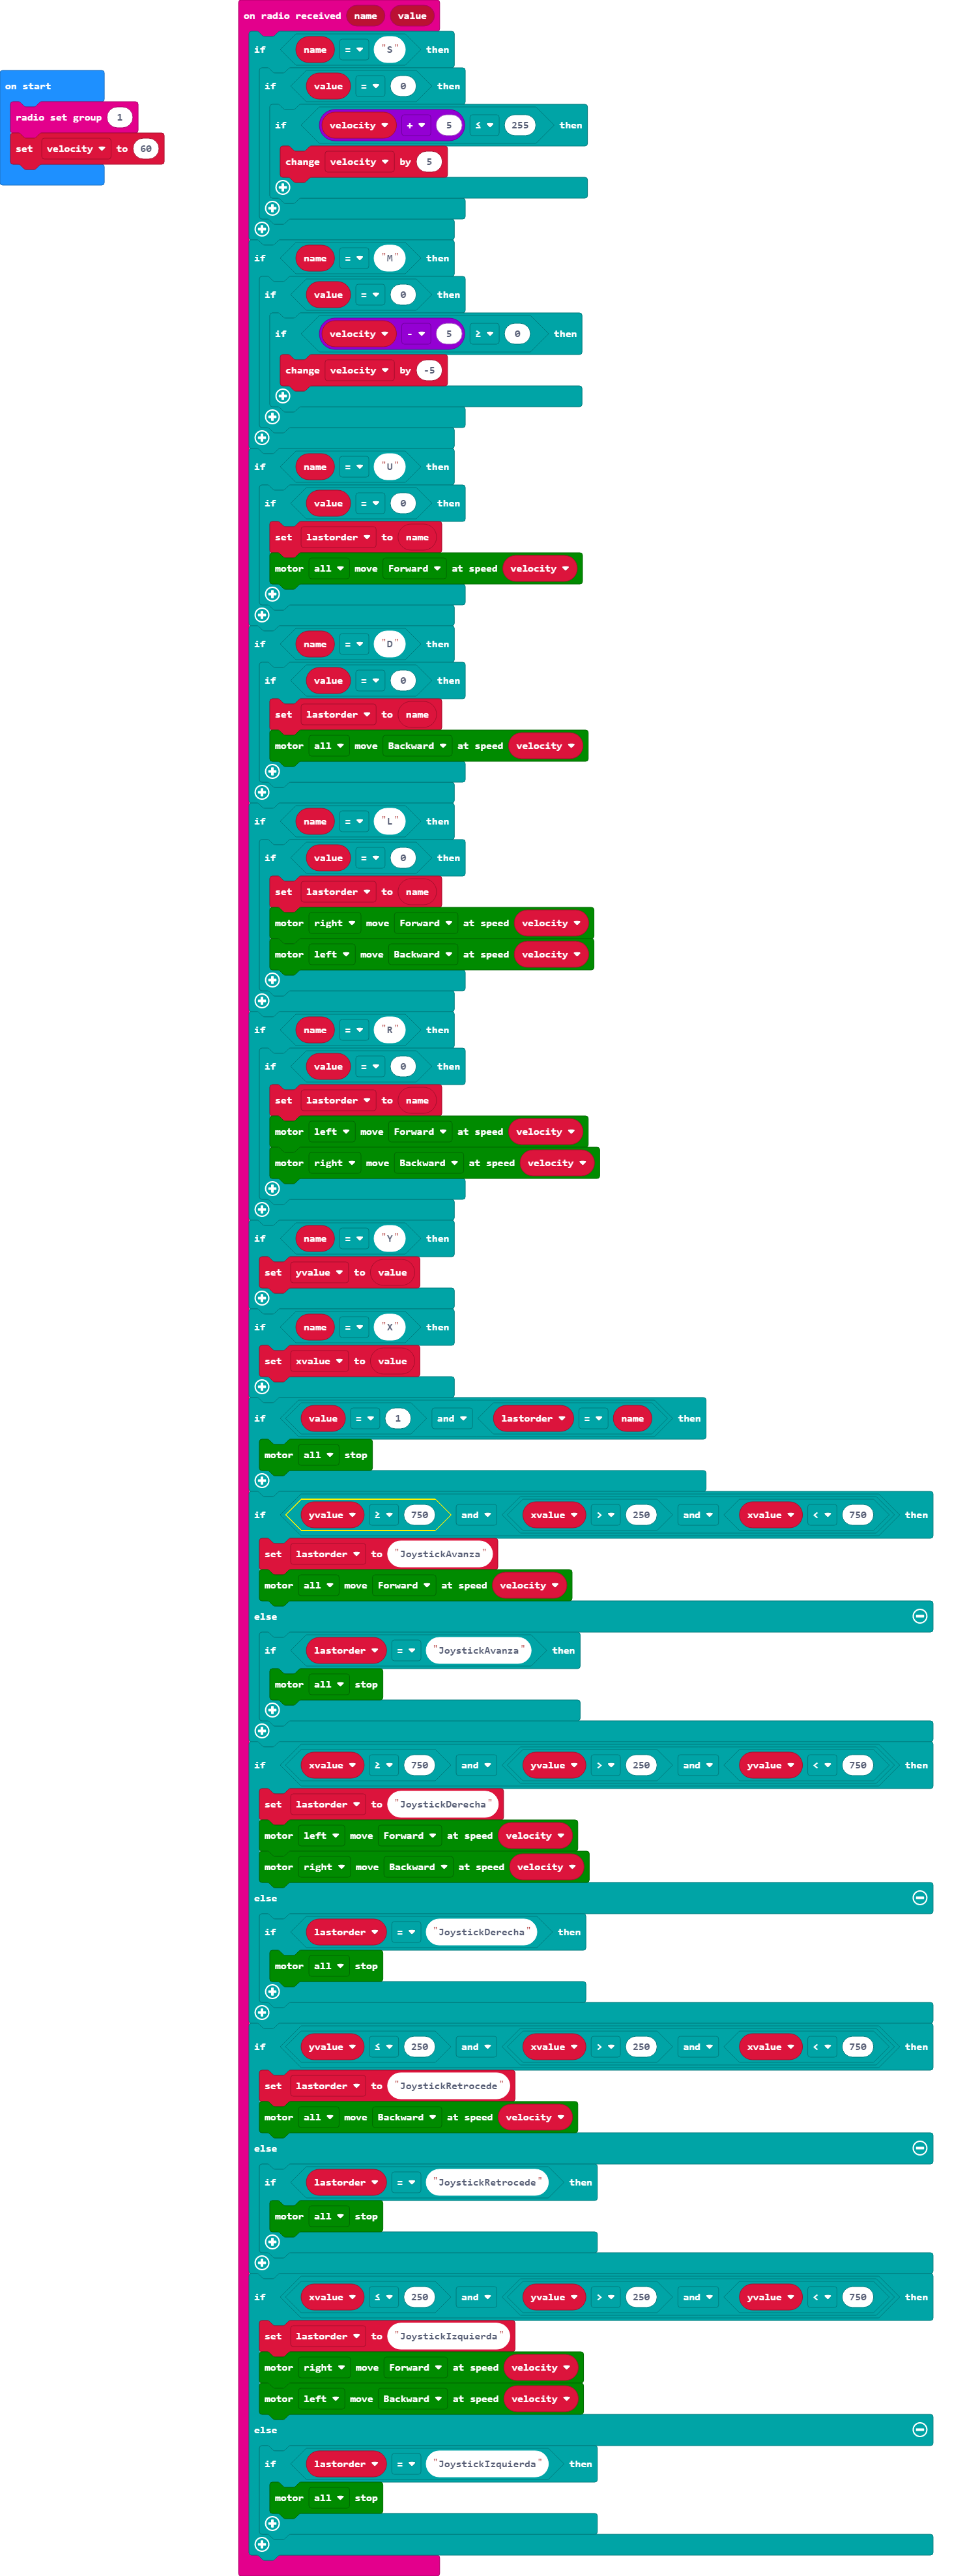 on start
radio set group 1
set velocity to 60
on radio received name value
if name = "S" then
if value = 0 then
if velocity + 5 ≤ 255 then
change velocity by 5
if name = "M" then
if value = 0 then
if velocity - 5 ≥ 0 then
change velocity by -5
if name = "U" then
if value = 0 then
set lastorder to name
motor all move Forward at speed velocity
if name = "D" then
if value = 0 then
set lastorder to name
motor all move Backward at speed velocity
if name = "L" then
if value = 0 then
set lastorder to name
motor right move Forward at speed velocity
motor left move Backward at speed velocity
if name = "R" then
if value = 0 then
set lastorder to name
motor left move Forward at speed velocity
motor right move Backward at speed velocity
if name = "Y" then
set yvalue to value
if name = "X" then
set xvalue to value
if value = 1 and lastorder = name then
motor all stop
if yvalue ≥ 750 and xvalue > 250 and xvalue < 750 then
set lastorder to "JoystickAvanza"
motor all move Forward at speed velocity
else
if lastorder = "JoystickAvanza" then
motor all stop
if xvalue ≥ 750 and yvalue > 250 and yvalue < 750 then
set lastorder to "JoystickDerecha"
motor left move Forward at speed velocity
motor right move Backward at speed velocity
else
if lastorder = "JoystickDerecha" then
motor all stop
if yvalue ≤ 250 and xvalue > 250 and xvalue < 750 then
set lastorder to "JoystickRetrocede"
motor all move Backward at speed velocity
else
if lastorder = "JoystickRetrocede" then
motor all stop
if xvalue ≤ 250 and yvalue > 250 and yvalue < 750 then
set lastorder to "JoystickIzquierda"
motor right move Forward at speed velocity
motor left move Backward at speed velocity
else
if lastorder = "JoystickIzquierda" then
motor all stop